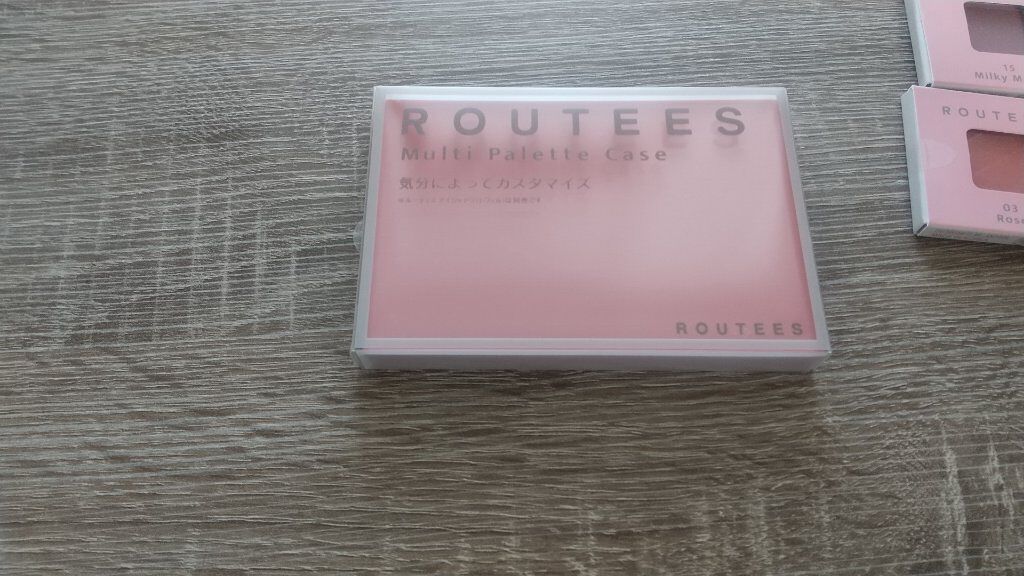 ROUTEES
Multi Palette Case
気分によってカスタマイズ
ROUTEES
15
Milky M
ROUTE
03
Rose